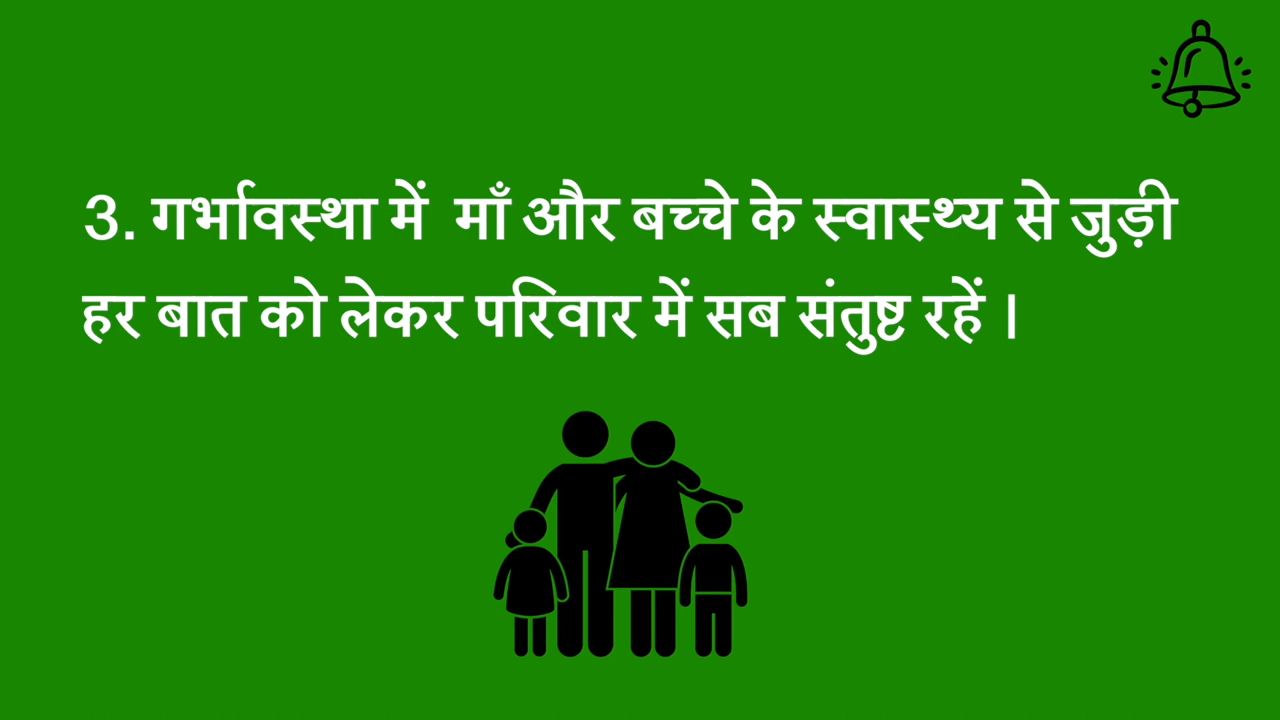 3. गर्भावस्था में माँ और बच्चे के स्वास्थ्य से जुड़ी
हर बात को लेकर परिवार में सब संतुष्ट रहें ।